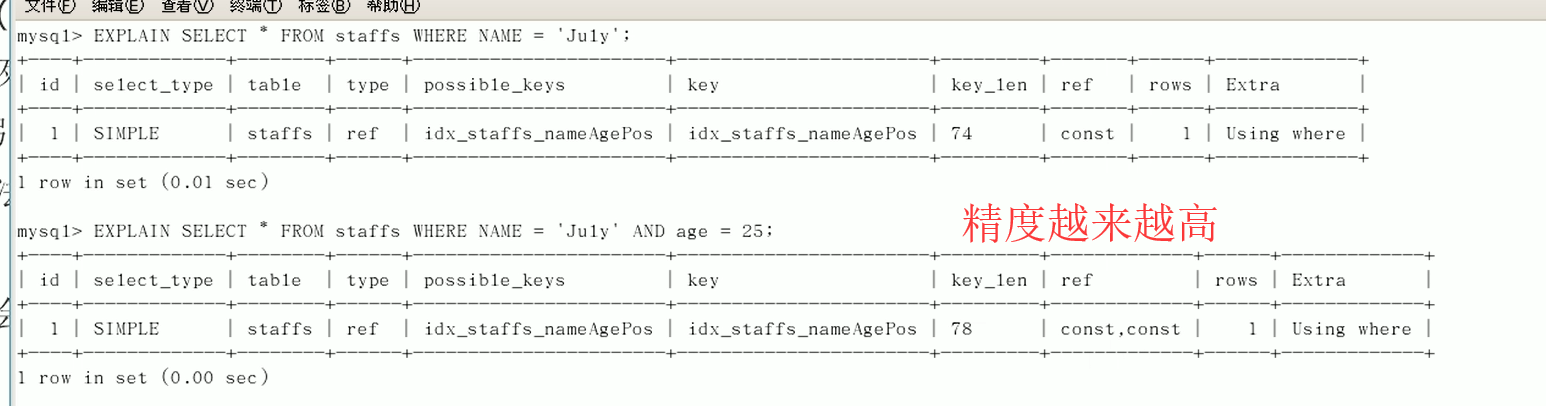 文件(F) 编辑(E) 查看(V) 终端(T) 标签(B) 帮助(H)
mysql> EXPLAIN SELECT * FROM staffs WHERE NAME = 'July';
+----+-------------+--------+------+-----------------------+-----------------------+---------+-------+------+-------------+
| id | select_type | table | type | possible_keys | key | key_len | ref | rows | Extra |
+----+-------------+--------+------+-----------------------+-----------------------+---------+-------+------+-------------+
| 1 | SIMPLE | staffs | ref | idx_staffs_nameAgePos | idx_staffs_nameAgePos | 74 | const | 1 | Using where |
+----+-------------+--------+------+-----------------------+-----------------------+---------+-------+------+-------------+
1 row in set (0.01 sec)
精度越来越高
mysql> EXPLAIN SELECT * FROM staffs WHERE NAME = 'July' AND age = 25;
+----+-------------+--------+------+-----------------------+-----------------------+---------+-------------+------+-------------+
| id | select_type | table | type | possible_keys | key | key_len | ref | rows | Extra |
+----+-------------+--------+------+-----------------------+-----------------------+---------+-------------+------+-------------+
| 1 | SIMPLE | staffs | ref | idx_staffs_nameAgePos | idx_staffs_nameAgePos | 78 | const,const | 1 | Using where |
+----+-------------+--------+------+-----------------------+-----------------------+---------+-------------+------+-------------+
1 row in set (0.00 sec)